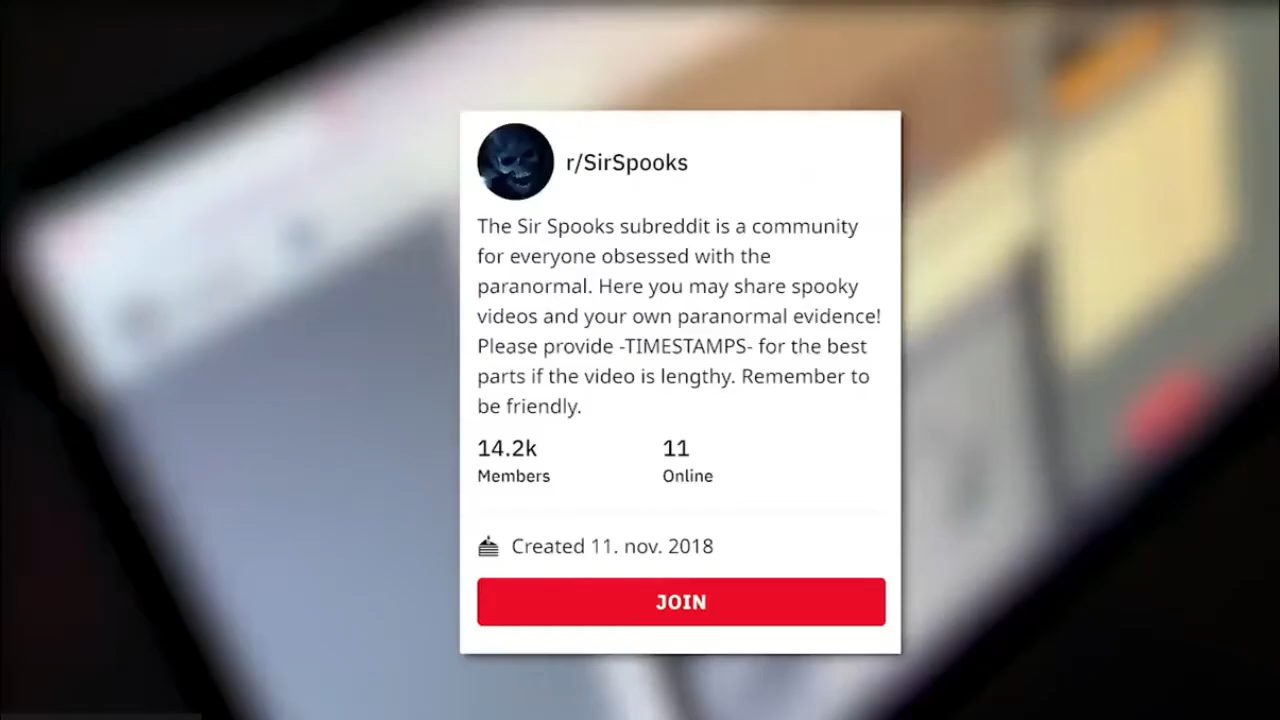 r/SirSpooks
The Sir Spooks subreddit is a community
for everyone obsessed with the
paranormal. Here you may share spooky
videos and your own paranormal evidence!
Please provide -TIMESTAMPS- for the best
parts if the video is lengthy. Remember to
be friendly.
14.2k 11
Members Online
Created 11. nov. 2018
JOIN